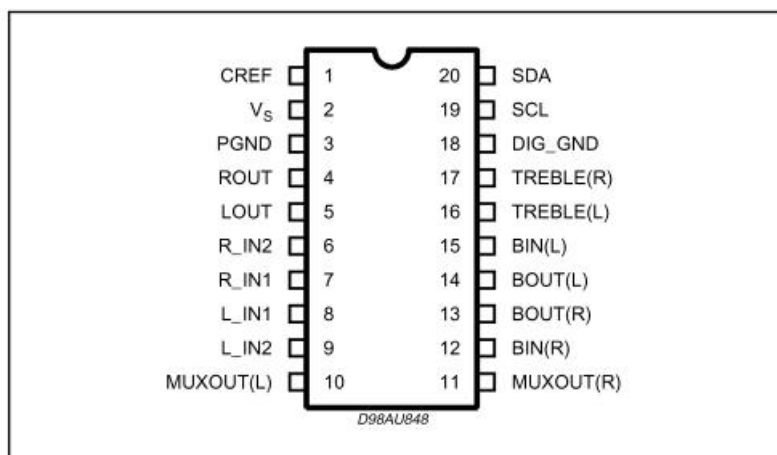 CREF 1 20 SDA
VS 2 19 SCL
PGND 3 18 DIG_GND
ROUT 4 17 TREBLE(R)
LOUT 5 16 TREBLE(L)
R_IN2 6 15 BIN(L)
R_IN1 7 14 BOUT(L)
L_IN1 8 13 BOUT(R)
L_IN2 9 12 BIN(R)
MUXOUT(L) 10 11 MUXOUT(R)
D98AU848